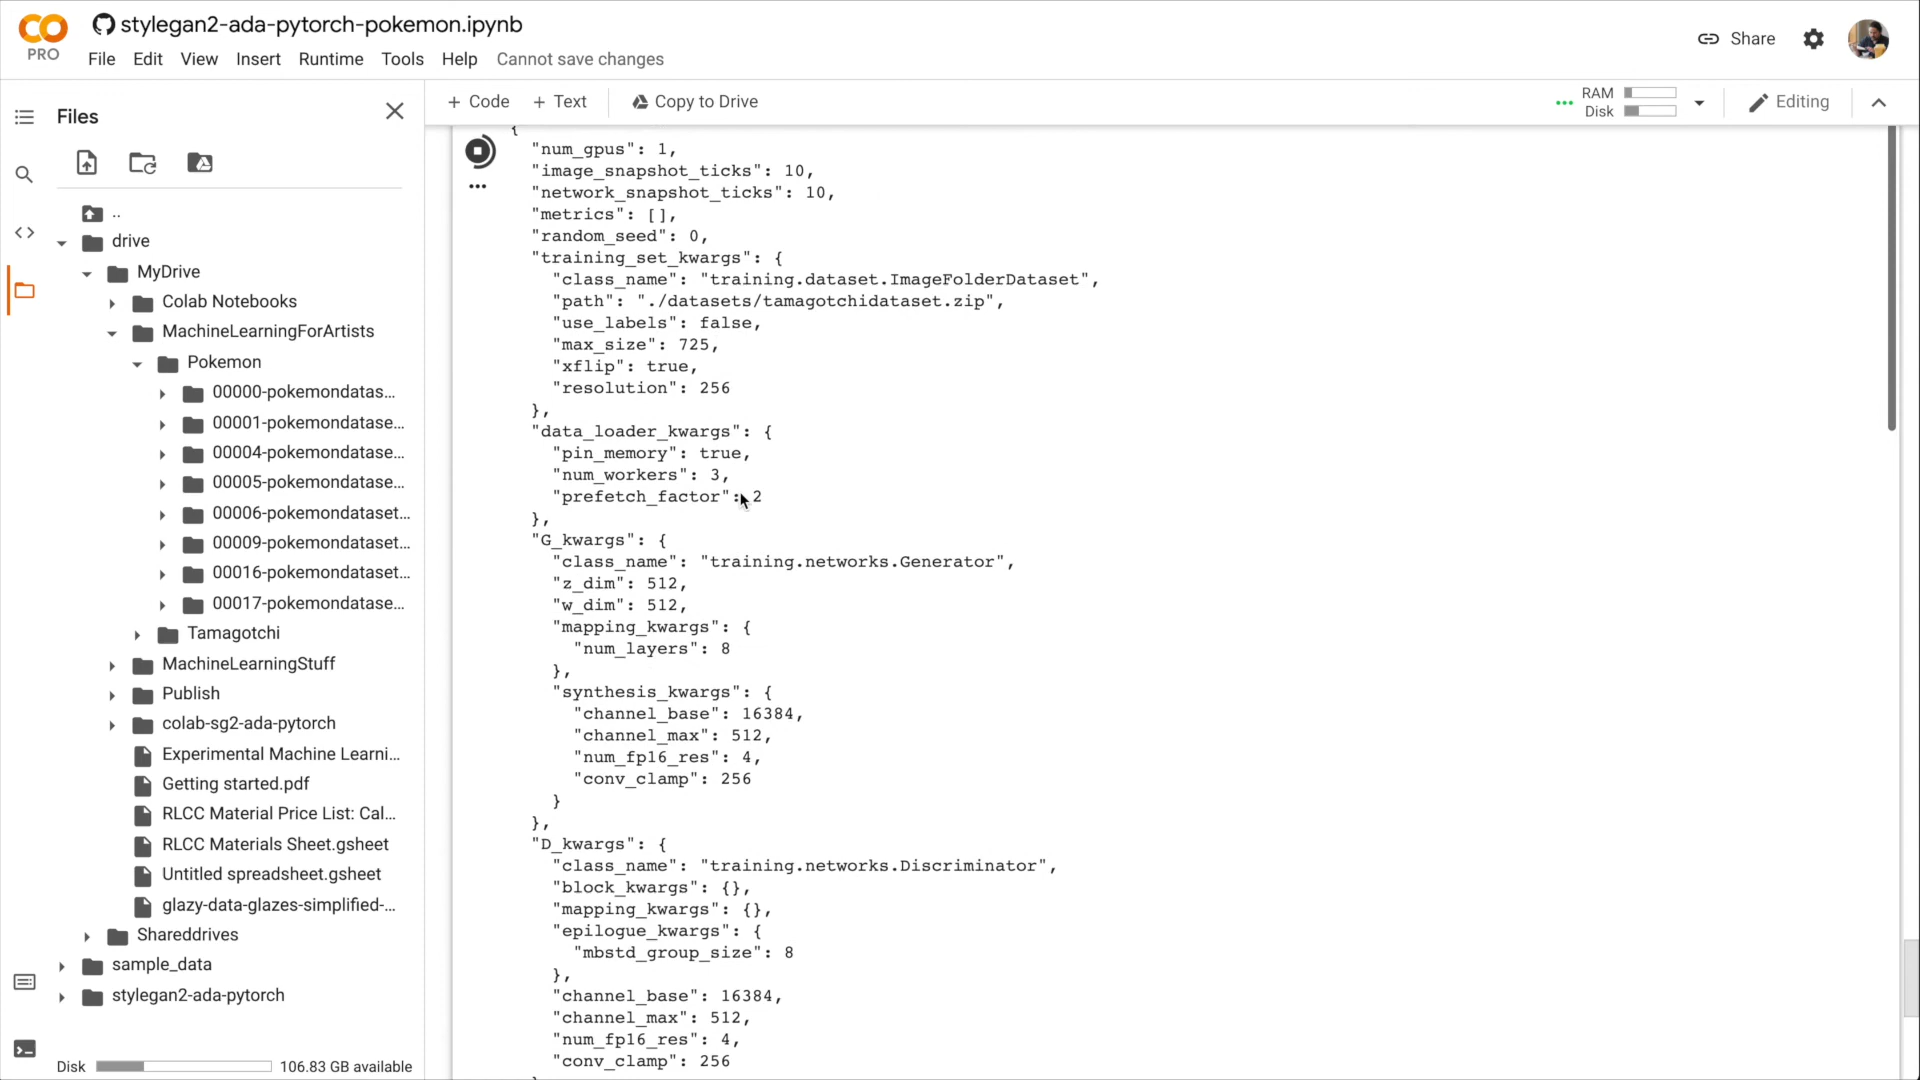 stylegan2-ada-pytorch-pokemon.ipynb
PRO
File Edit View Insert Runtime Tools Help Cannot save changes
Share
Files
+ Code + Text Copy to Drive
RAM
Disk
Editing
..
drive
MyDrive
Colab Notebooks
MachineLearningForArtists
Pokemon
00000-pokemondatas...
00001-pokemondatase...
00004-pokemondatase...
00005-pokemondatase...
00006-pokemondataset...
00009-pokemondataset...
00016-pokemondataset...
00017-pokemondatase...
Tamagotchi
MachineLearningStuff
Publish
colab-sg2-ada-pytorch
Experimental Machine Learni...
Getting started.pdf
RLCC Material Price List: Cal...
RLCC Materials Sheet.gsheet
Untitled spreadsheet.gsheet
glazy-data-glazes-simplified-...
Shareddrives
sample_data
stylegan2-ada-pytorch
Disk 106.83 GB available
{
"num_gpus": 1,
"image_snapshot_ticks": 10,
"network_snapshot_ticks": 10,
"metrics": [],
"random_seed": 0,
"training_set_kwargs": {
"class_name": "training.dataset.ImageFolderDataset",
"path": "./datasets/tamagotchidataset.zip",
"use_labels": false,
"max_size": 725,
"xflip": true,
"resolution": 256
},
"data_loader_kwargs": {
"pin_memory": true,
"num_workers": 3,
"prefetch_factor": 2
},
"G_kwargs": {
"class_name": "training.networks.Generator",
"z_dim": 512,
"w_dim": 512,
"mapping_kwargs": {
"num_layers": 8
},
"synthesis_kwargs": {
"channel_base": 16384,
"channel_max": 512,
"num_fp16_res": 4,
"conv_clamp": 256
}
},
"D_kwargs": {
"class_name": "training.networks.Discriminator",
"block_kwargs": {},
"mapping_kwargs": {},
"epilogue_kwargs": {
"mbstd_group_size": 8
},
"channel_base": 16384,
"channel_max": 512,
"num_fp16_res": 4,
"conv_clamp": 256